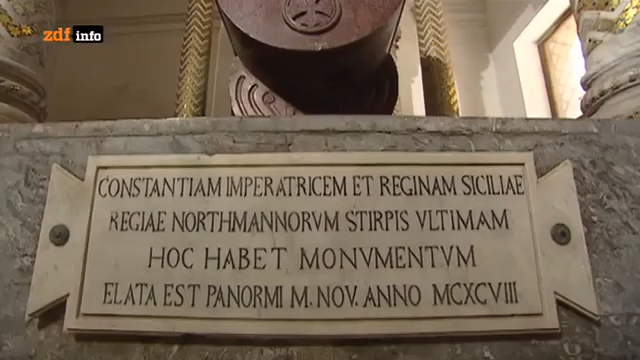 zdf info
CONSTANTIAM IMPERATRICEM ET REGINAM SICILIAE
REGIAE NORTHMANNORVM STIRPIS VLTIMAM
HOC HABET MONVMENTVM
ELATA EST PANORMI M. NOV. ANNO MCXCVIII